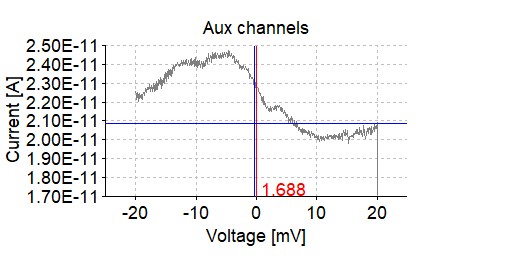 Aux channels
2.50E-11
2.40E-11
2.30E-11
2.20E-11
2.10E-11
2.00E-11
1.90E-11
1.80E-11
1.70E-11
Current [A]
1.688
-20 -10 0 10 20
Voltage [mV]